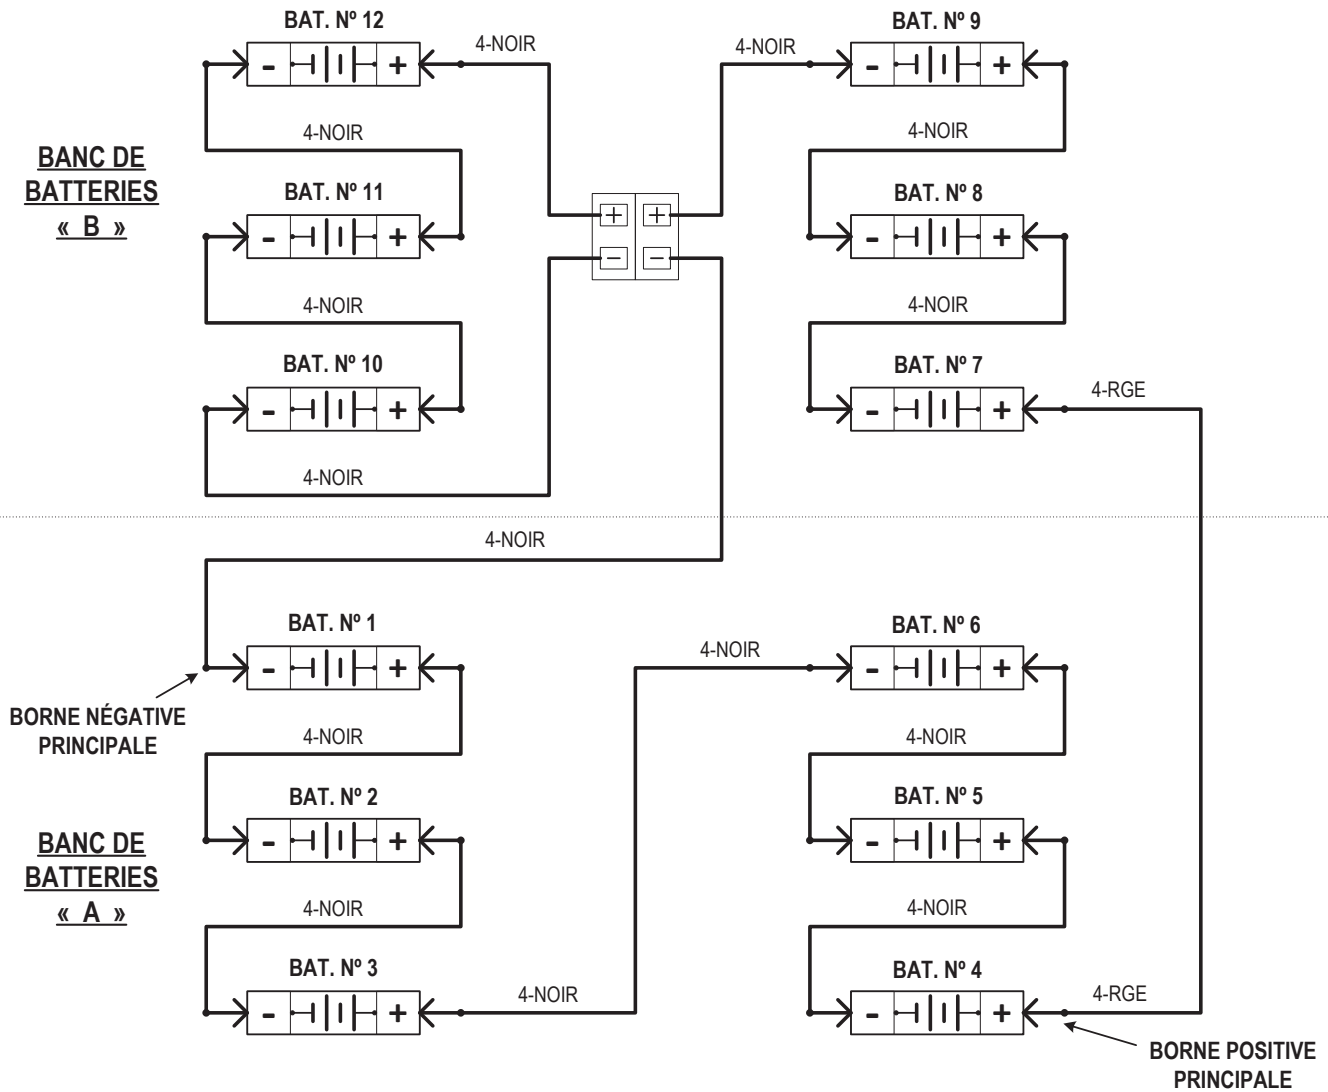 BAT. Nº 12
BAT. Nº 9
4-NOIR
4-NOIR
- +
- +
4-NOIR
4-NOIR
BANC DE
BATTERIES
« B »
BAT. Nº 11
BAT. Nº 8
- +
+ +
- +
- -
4-NOIR
4-NOIR
BAT. Nº 10
BAT. Nº 7
4-RGE
- +
- +
4-NOIR
4-NOIR
BAT. Nº 1
BAT. Nº 6
4-NOIR
- +
- +
BORNE NÉGATIVE
PRINCIPALE
4-NOIR
4-NOIR
BAT. Nº 2
BAT. Nº 5
- +
- +
BANC DE
BATTERIES
« A »
4-NOIR
4-NOIR
BAT. Nº 3
BAT. Nº 4
4-NOIR
4-RGE
- +
- +
BORNE POSITIVE
PRINCIPALE